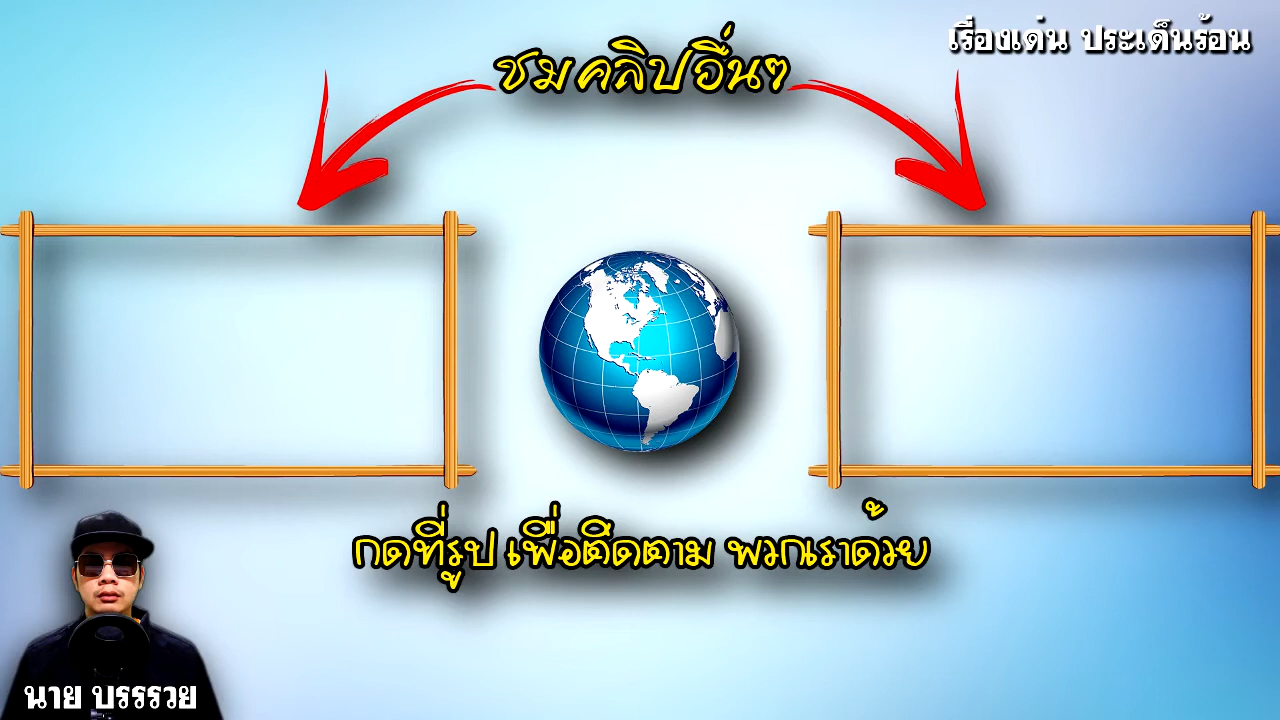 เรื่องเด่น ประเด็นร้อน
ชมคลิปอื่นๆ
กดที่รูป เพื่อติดตาม พวกเราด้วย
นาย บรรรวย